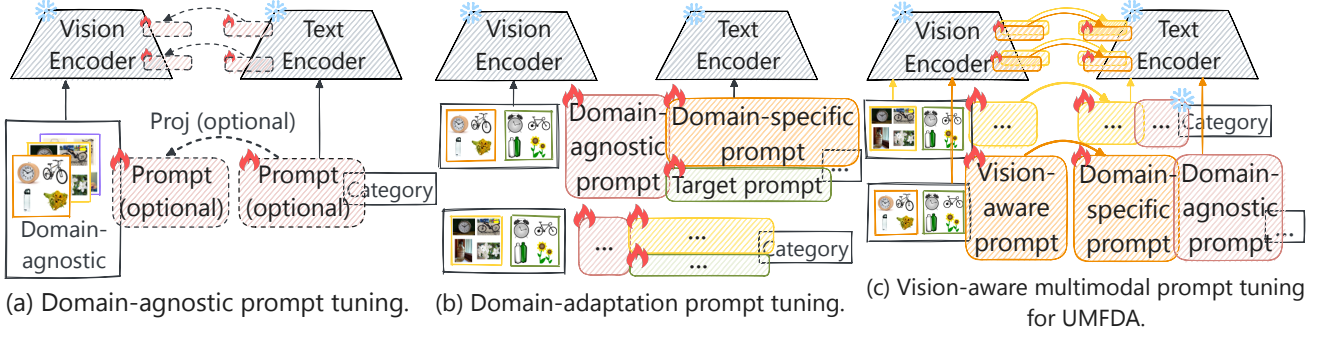 Vision
Encoder
Text
Encoder
Proj (optional)
Prompt
(optional)
Prompt
(optional)
Category
Domain-
agnostic
(a) Domain-agnostic prompt tuning.
Vision
Encoder
Text
Encoder
Domain-
agnostic
prompt
Domain-specific
prompt
...
Target prompt
...
...
...
Category
(b) Domain-adaptation prompt tuning.
Vision
Encoder
Text
Encoder
...
...
...
Category
Vision-
aware
prompt
Domain-
specific
prompt
Domain-
agnostic
prompt
...
(c) Vision-aware multimodal prompt tuning
for UMFDA.